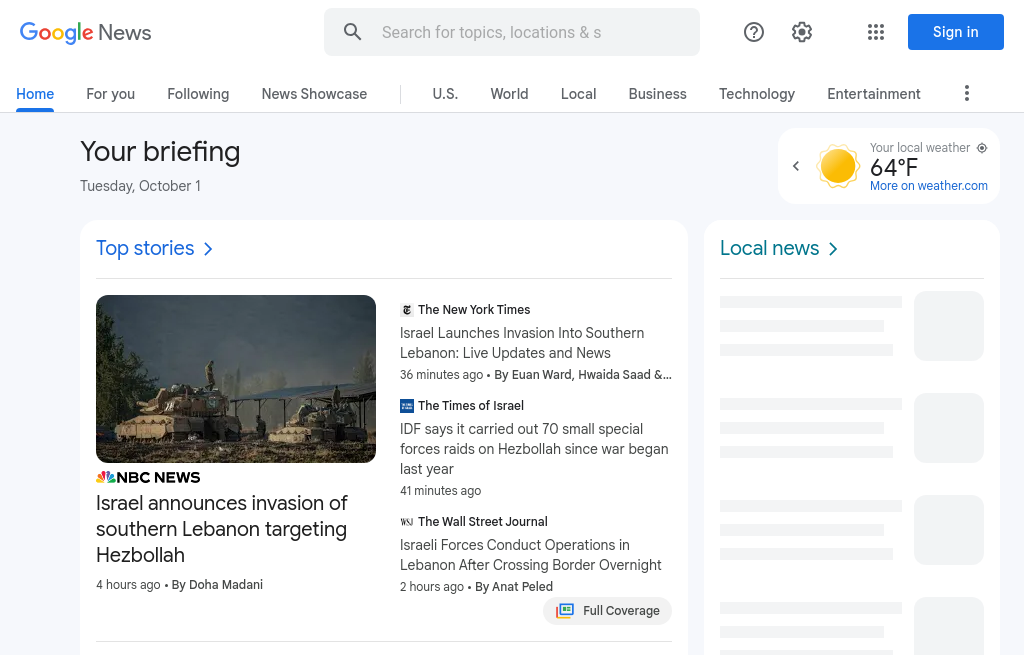 Google News
Search for topics, locations & s
Sign in
Home
For you
Following
News Showcase
U.S.
World
Local
Business
Technology
Entertainment
Your briefing
Tuesday, October 1
Your local weather
64°F
More on weather.com
Top stories
NBC NEWS
Israel announces invasion of
southern Lebanon targeting
Hezbollah
4 hours ago • By Doha Madani
The New York Times
Israel Launches Invasion Into Southern
Lebanon: Live Updates and News
36 minutes ago • By Euan Ward, Hwaida Saad &...
The Times of Israel
IDF says it carried out 70 small special
forces raids on Hezbollah since war began
last year
41 minutes ago
WSJ The Wall Street Journal
Israeli Forces Conduct Operations in
Lebanon After Crossing Border Overnight
2 hours ago • By Anat Peled
Full Coverage
Local news